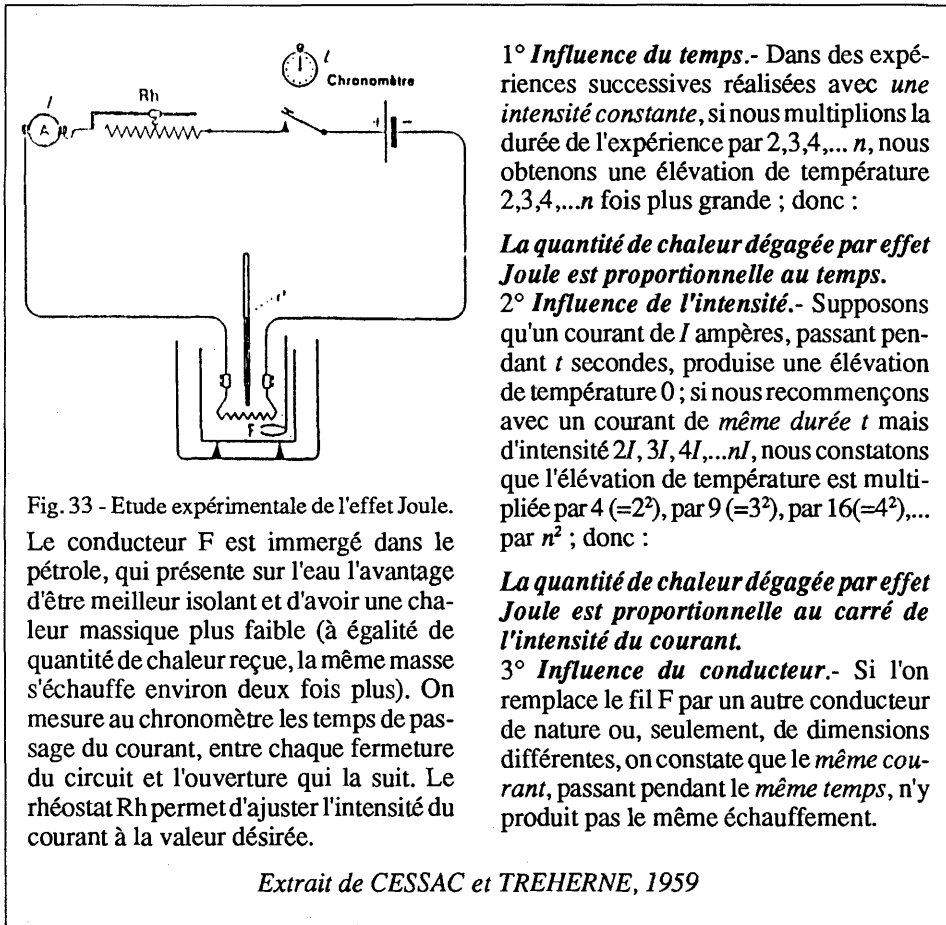 t
Chronomètre
I
Rh
A
+ -
F
Fig. 33 - Etude expérimentale de l'effet Joule.
Le conducteur F est immergé dans le
pétrole, qui présente sur l'eau l'avantage
d'être meilleur isolant et d'avoir une cha-
leur massique plus faible (à égalité de
quantité de chaleur reçue, la même masse
s'échauffe environ deux fois plus). On
mesure au chronomètre les temps de pas-
sage du courant, entre chaque fermeture
du circuit et l'ouverture qui la suit. Le
rhéostat Rh permet d'ajuster l'intensité du
courant à la valeur désirée.
1° Influence du temps.- Dans des expé-
riences successives réalisées avec une
intensité constante, si nous multiplions la
durée de l'expérience par 2,3,4,... n, nous
obtenons une élévation de température
2,3,4,...n fois plus grande ; donc :
La quantité de chaleur dégagée par effet
Joule est proportionnelle au temps.
2° Influence de l'intensité.- Supposons
qu'un courant de I ampères, passant pen-
dant t secondes, produise une élévation
de température 0 ; si nous recommençons
avec un courant de même durée t mais
d'intensité 2I, 3I, 4I,...nI, nous constatons
que l'élévation de température est multi-
pliée par 4 (=2²), par 9 (=3²), par 16(=4²),...
par n² ; donc :
La quantité de chaleur dégagée par effet
Joule est proportionnelle au carré de
l'intensité du courant.
3° Influence du conducteur.- Si l'on
remplace le fil F par un autre conducteur
de nature ou, seulement, de dimensions
différentes, on constate que le même cou-
rant, passant pendant le même temps, n'y
produit pas le même échauffement.
Extrait de CESSAC et TREHERNE, 1959